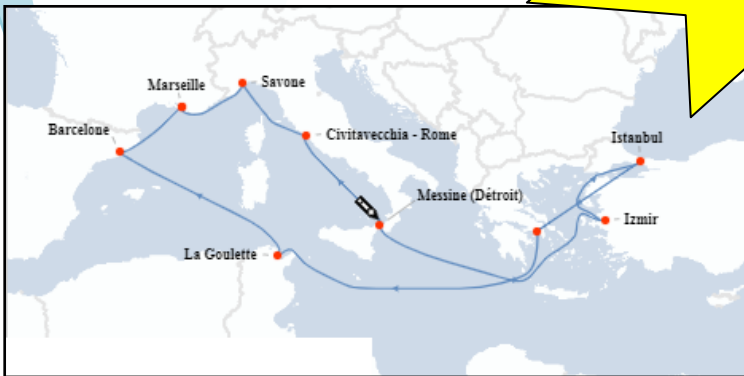 Savone
Marseille
Barcelone
Civitavecchia - Rome
Istanbul
Messine (Détroit)
Izmir
La Goulette